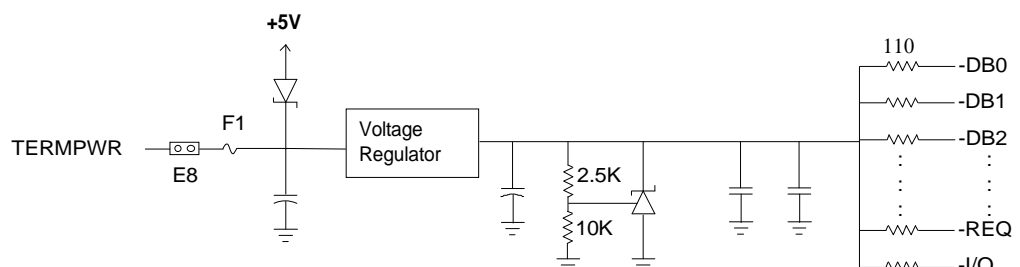 +5V
110
-DB0
F1
-DB1
TERMPWR
Voltage
Regulator
-DB2
E8
2.5K
10K
-REQ
-I/O